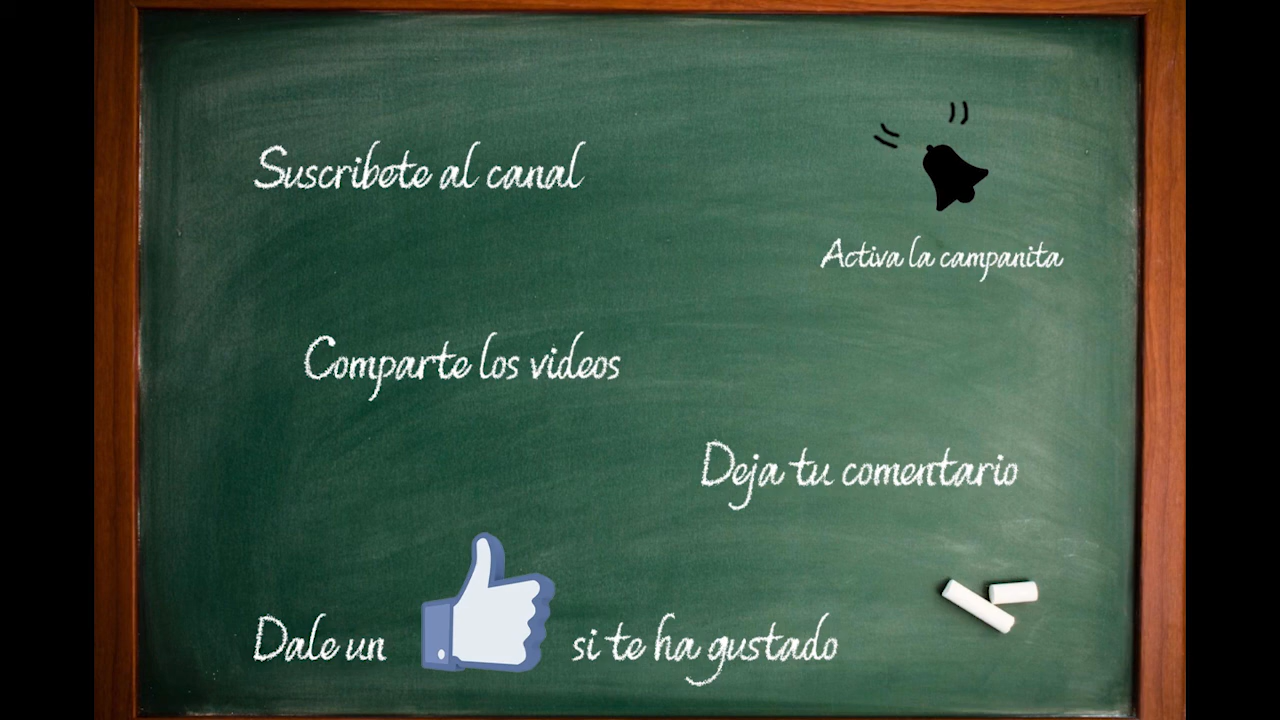 Suscribete al canal
Activa la campanita
Comparte los videos
Deja tu comentario
Dale un si te ha gustado